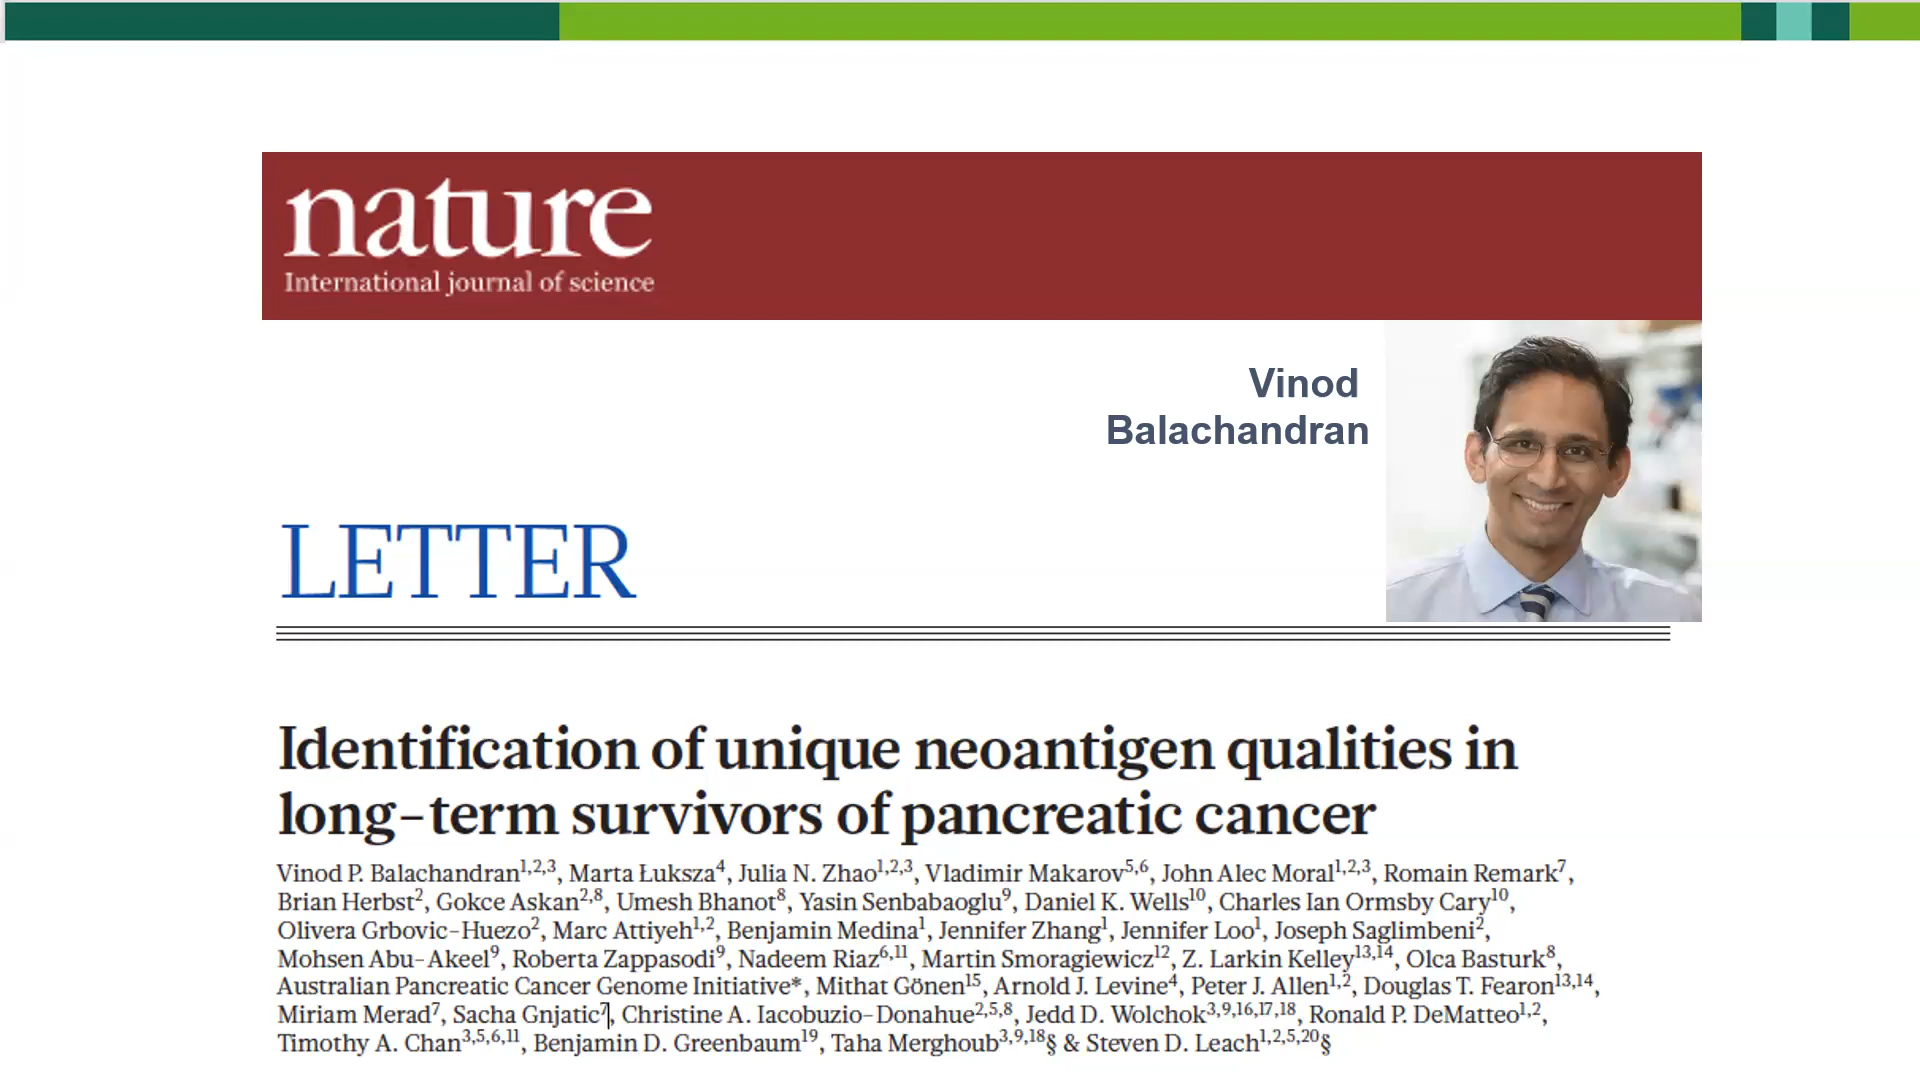 nature
International journal of science
Vinod
Balachandran
LETTER
Identification of unique neoantigen qualities in
long-term survivors of pancreatic cancer
Vinod P. Balachandran1,2,3, Marta Łuksza4, Julia N. Zhao1,2,3, Vladimir Makarov5,6, John Alec Moral1,2,3, Romain Remark7,
Brian Herbst2, Gokce Askan2,8, Umesh Bhanot8, Yasin Senbabaoglu9, Daniel K. Wells10, Charles Ian Ormsby Cary10,
Olivera Grbovic-Huezo2, Marc Attiyeh1,2, Benjamin Medina1, Jennifer Zhang1, Jennifer Loo1, Joseph Saglimbeni2,
Mohsen Abu-Akeel9, Roberta Zappasodi9, Nadeem Riaz6,11, Martin Smoragiewicz12, Z. Larkin Kelley13,14, Olca Basturk8,
Australian Pancreatic Cancer Genome Initiative*, Mithat Gönen15, Arnold J. Levine4, Peter J. Allen1,2, Douglas T. Fearon13,14,
Miriam Merad7, Sacha Gnjatic7, Christine A. Iacobuzio-Donahue2,5,8, Jedd D. Wolchok3,9,16,17,18, Ronald P. DeMatteo1,2,
Timothy A. Chan3,5,6,11, Benjamin D. Greenbaum19, Taha Merghoub3,9,18§ & Steven D. Leach1,2,5,20§